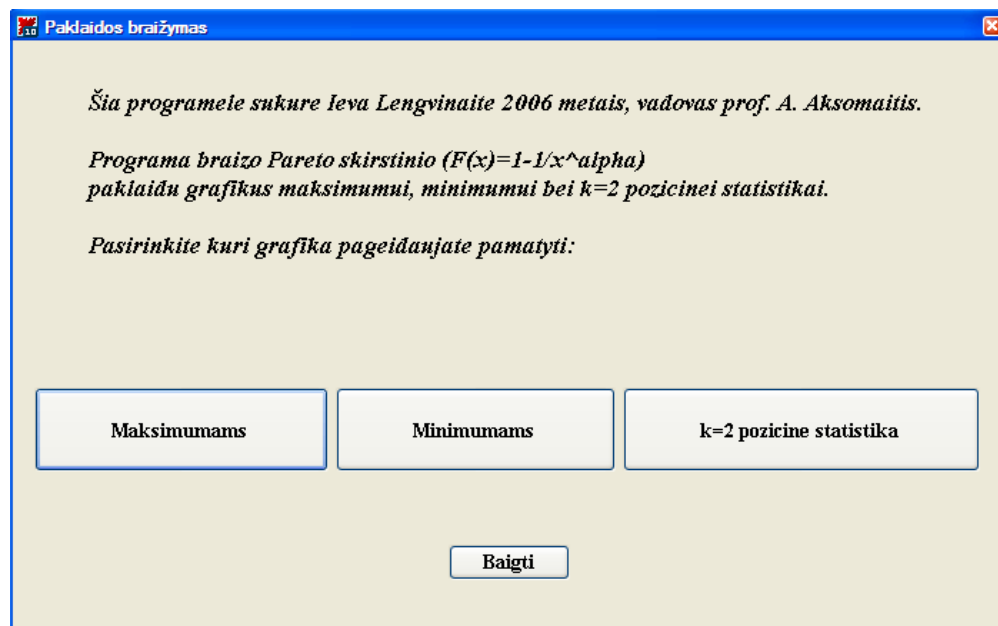 Paklaidos braižymas
Šia programele sukure Ieva Lengvinaite 2006 metais, vadovas prof. A. Aksomaitis.
Programa braizo Pareto skirstinio (F(x)=1-1/x^alpha)
paklaidu grafikus maksimumui, minimumui bei k=2 pozicinei statistikai.
Pasirinkite kuri grafika pageidaujate pamatyti:
Maksimumams
Minimumams
k=2 pozicine statistika
Baigti